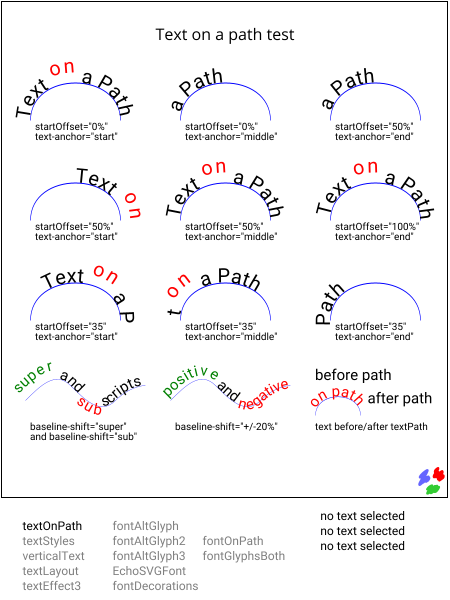 Text on a path test
Text on a Path
a Path
a Path
startOffset="0%"
text-anchor="start"
startOffset="0%"
text-anchor="middle"
startOffset="50%"
text-anchor="end"
Text on
Text on a Path
Text on a Path
startOffset="50%"
text-anchor="start"
startOffset="50%"
text-anchor="middle"
startOffset="100%"
text-anchor="end"
Text on a P
t on a Path
Path
startOffset="35"
text-anchor="start"
startOffset="35"
text-anchor="middle"
startOffset="35"
text-anchor="end"
super and sub scripts
positive and negative
before path
on path
after path
baseline-shift="super"
and baseline-shift="sub"
baseline-shift="+/-20%"
text before/after textPath
textOnPath
textStyles
verticalText
textLayout
textEffect3
fontAltGlyph
fontAltGlyph2
fontAltGlyph3
EchoSVGFont
fontDecorations
fontOnPath
fontGlyphsBoth
no text selected
no text selected
no text selected